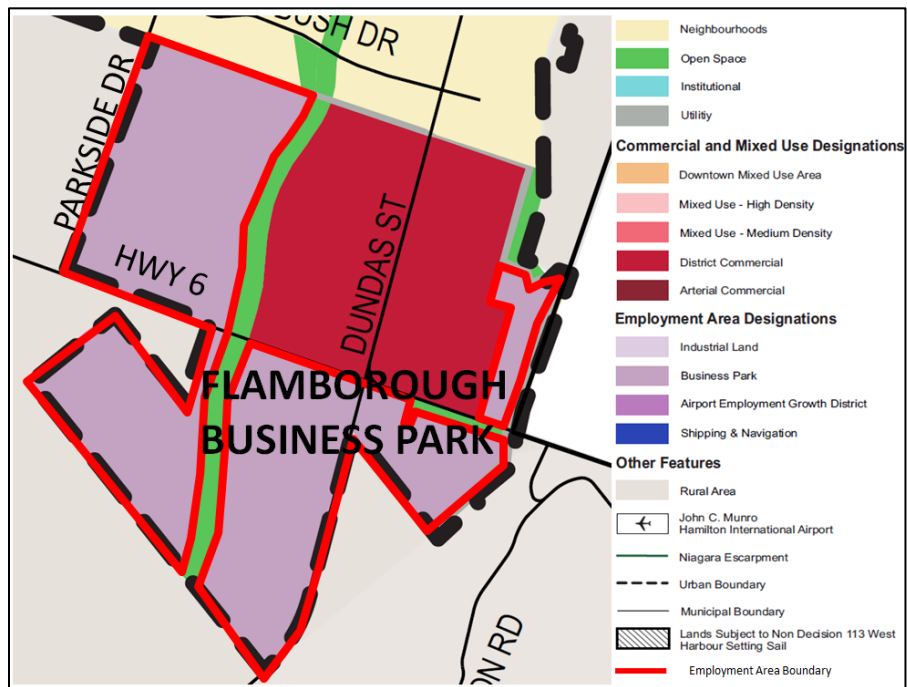 BUSH DR
PARKSIDE DR
HWY 6
DUNDAS ST
FLAMBOROUGH
BUSINESS PARK
ON RD
Neighbourhoods
Open Space
Institutional
Utilitiy
Commercial and Mixed Use Designations
Downtown Mixed Use Area
Mixed Use - High Density
Mixed Use - Medium Density
District Commercial
Arterial Commercial
Employment Area Designations
Industrial Land
Business Park
Airport Employment Growth District
Shipping & Navigation
Other Features
Rural Area
John C. Munro
Hamilton International Airport
Niagara Escarpment
Urban Boundary
Municipal Boundary
Lands Subject to Non Decision 113 West
Harbour Setting Sail
Employment Area Boundary